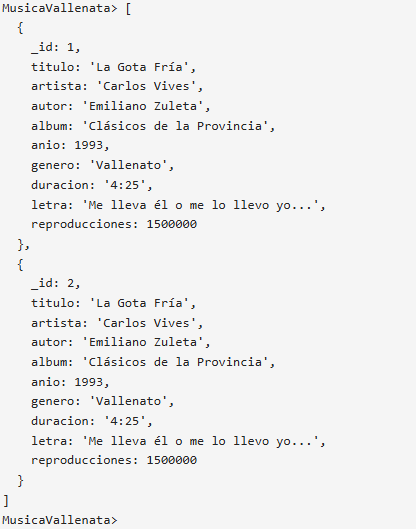 MusicaVallenata> [
  {
    _id: 1,
    titulo: 'La Gota Fría',
    artista: 'Carlos Vives',
    autor: 'Emiliano Zuleta',
    album: 'Clásicos de la Provincia',
    anio: 1993,
    genero: 'Vallenato',
    duracion: '4:25',
    letra: 'Me lleva él o me lo llevo yo...',
    reproducciones: 1500000
  },
  {
    _id: 2,
    titulo: 'La Gota Fría',
    artista: 'Carlos Vives',
    autor: 'Emiliano Zuleta',
    album: 'Clásicos de la Provincia',
    anio: 1993,
    genero: 'Vallenato',
    duracion: '4:25',
    letra: 'Me lleva él o me lo llevo yo...',
    reproducciones: 1500000
  }
]
MusicaVallenata>